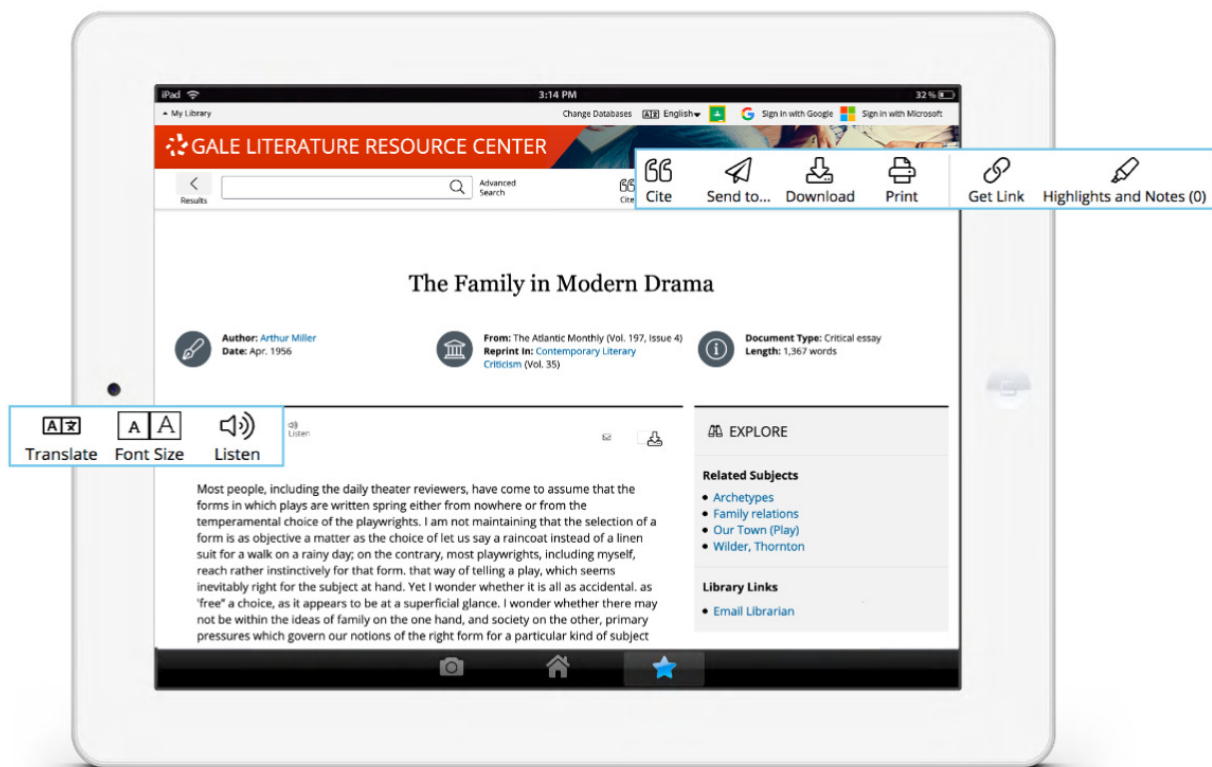 iPad
3:14 PM
32 %
My Library
Change Databases
English
Sign in with Google
Sign in with Microsoft
GALE LITERATURE RESOURCE CENTER
Results
Advanced
Search
Cite
Cite
Send to...
Download
Print
Get Link
Highlights and Notes (0)
The Family in Modern Drama
Author: Arthur Miller
Date: Apr. 1956
From: The Atlantic Monthly (Vol. 197, Issue 4)
Reprint In: Contemporary Literary
Criticism (Vol. 35)
Document Type: Critical essay
Length: 1,367 words
A A
Translate
Font Size
Listen
Listen
Most people, including the daily theater reviewers, have come to assume that the
forms in which plays are written spring either from nowhere or from the
temperamental choice of the playwrights. I am not maintaining that the selection of a
form is as objective a matter as the choice of let us say a raincoat instead of a linen
suit for a walk on a rainy day; on the contrary, most playwrights, including myself,
reach rather instinctively for that form. that way of telling a play, which seems
inevitably right for the subject at hand. Yet I wonder whether it is all as accidental. as
'free" a choice, as it appears to be at a superficial glance. I wonder whether there may
not be within the ideas of family on the one hand, and society on the other, primary
pressures which govern our notions of the right form for a particular kind of subject
EXPLORE
Related Subjects
Archetypes
Family relations
Our Town (Play)
Wilder, Thornton
Library Links
Email Librarian